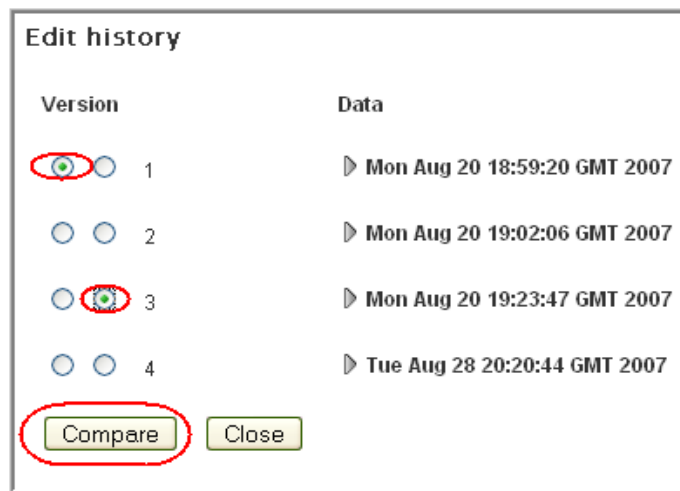 Edit history
Version Data
1 Mon Aug 20 18:59:20 GMT 2007
2 Mon Aug 20 19:02:06 GMT 2007
3 Mon Aug 20 19:23:47 GMT 2007
4 Tue Aug 28 20:20:44 GMT 2007
Compare Close